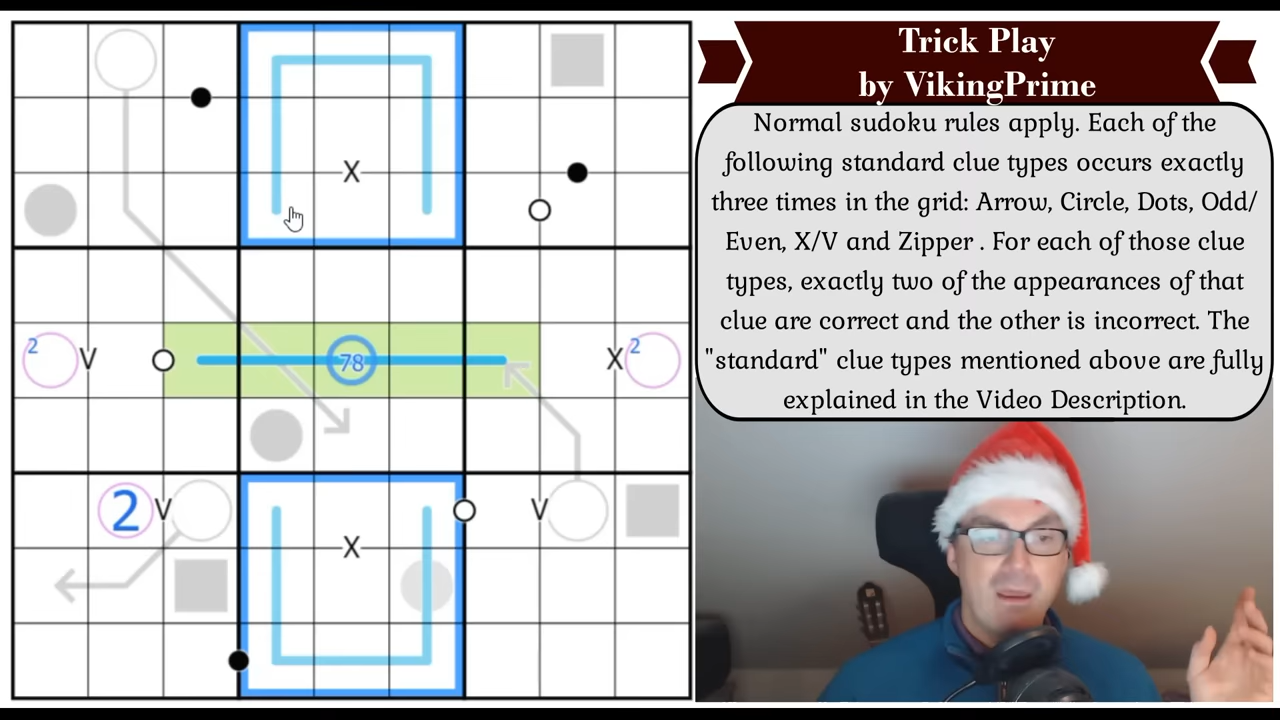 Trick Play
by VikingPrime
Normal sudoku rules apply. Each of the
following standard clue types occurs exactly
three times in the grid: Arrow, Circle, Dots, Odd/
Even, X/V and Zipper . For each of those clue
types, exactly two of the appearances of that
clue are correct and the other is incorrect. The
"standard" clue types mentioned above are fully
explained in the Video Description.
X
2 V 78 X 2
2 V V
X